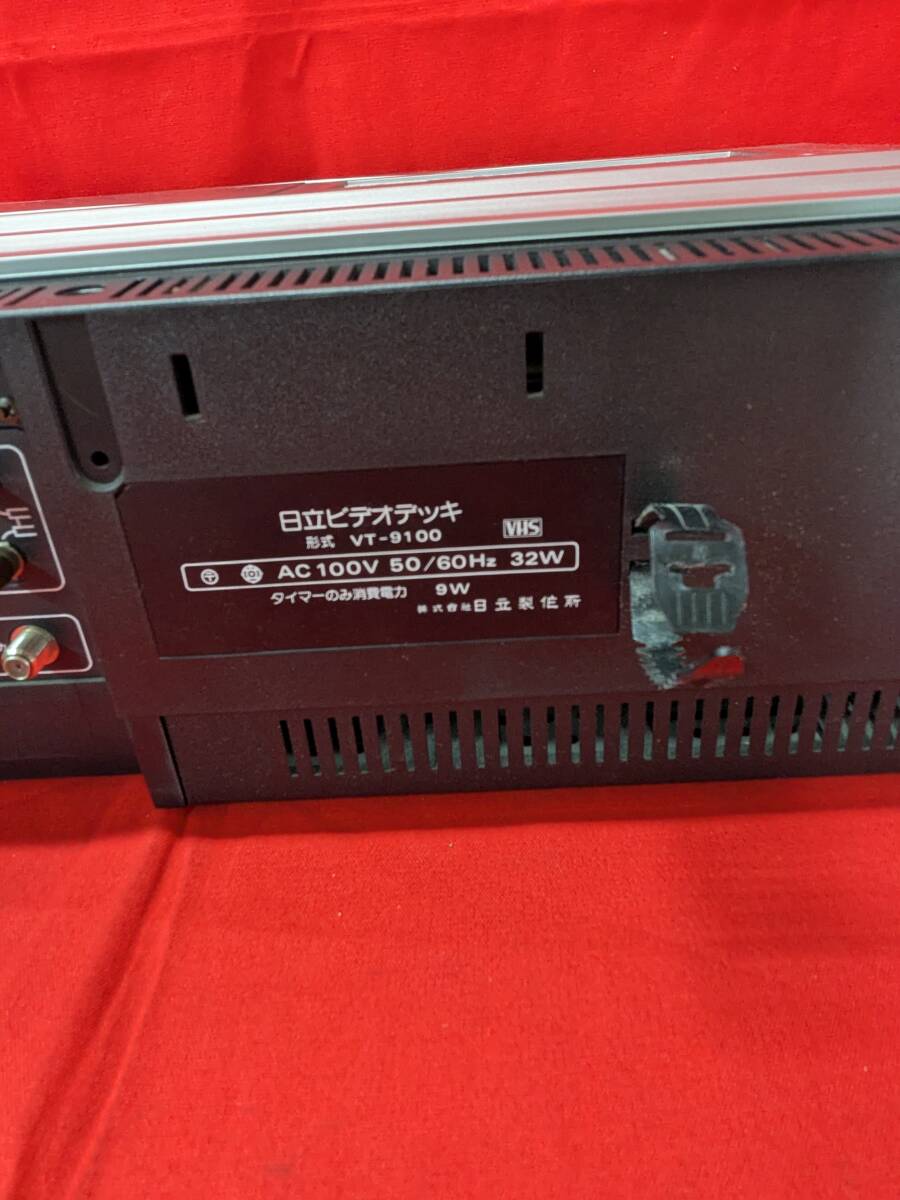 日立ビデオデッキ
形式 VT-9100
VHS
AC100V 50/60Hz 32W
タイマーのみ消費電力 9W
株式会社日立製作所